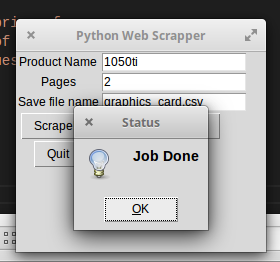 Python Web Scrapper
Product Name 1050ti
Pages 2
Save file name graphics_card.csv
Scrape
Status
Quit
Job Done
OK